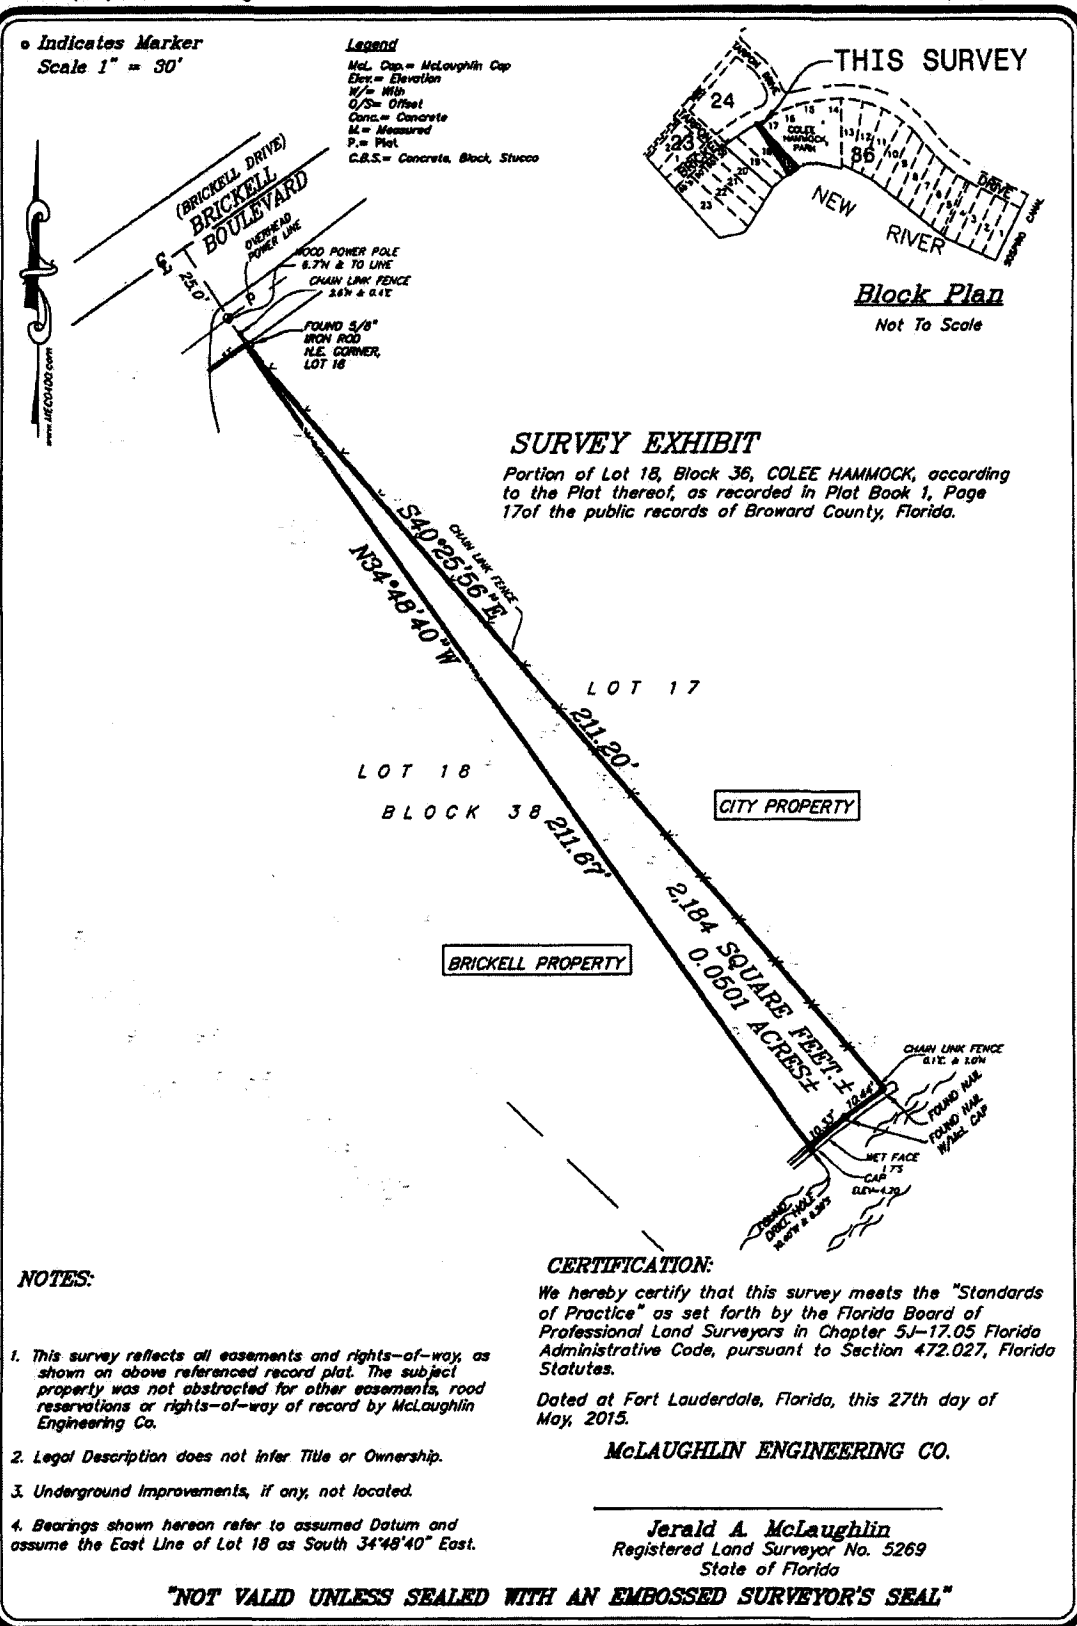 Indicates Marker
Scale 1" = 30'
Legend
McL. Cap.= McLaughlin Cap
Elev.= Elevation
W/= With
O/S= Offset
Conc.= Concrete
M.= Measured
P.= Plat
C.B.S.= Concrete, Block, Stucco
THIS SURVEY
TARPON DRIVE
24
23
COLEE
HAMMOCK
PARK
36
DRIVE
NEW
RIVER
CANAL
Block Plan
Not To Scale
(BRICKELL DRIVE)
BRICKELL
BOULEVARD
25.0'
OVERHEAD
POWER LINE
WOOD POWER POLE
6.7'N & TO LINE
CHAIN LINK FENCE
FOUND 5/8"
IRON ROD
N.E. CORNER,
LOT 18
www.MECO400.com
SURVEY EXHIBIT
Portion of Lot 18, Block 36, COLEE HAMMOCK, according
to the Plat thereof, as recorded in Plat Book 1, Page
17of the public records of Broward County, Florida.
S40°25'56"E
CHAIN LINK FENCE
N34°48'40"W
LOT 17
211.20'
LOT 18
BLOCK 36
211.67'
CITY PROPERTY
BRICKELL PROPERTY
2,184 SQUARE FEET.±
0.0501 ACRES±
CHAIN LINK FENCE
10.33'
10.44'
FOUND NAIL
FOUND NAIL
W/McL CAP
WET FACE
CAP
FOUND
DRILL HOLE
NOTES:
1. This survey reflects all easements and rights-of-way, as
shown on above referenced record plat. The subject
property was not abstracted for other easements, road
reservations or rights-of-way of record by McLaughlin
Engineering Co.
2. Legal Description does not infer Title or Ownership.
3. Underground Improvements, if any, not located.
4. Bearings shown hereon refer to assumed Datum and
assume the East Line of Lot 18 as South 34°48'40" East.
CERTIFICATION:
We hereby certify that this survey meets the "Standards
of Practice" as set forth by the Florida Board of
Professional Land Surveyors in Chapter 5J-17.05 Florida
Administrative Code, pursuant to Section 472.027, Florida
Statutes.
Dated at Fort Lauderdale, Florida, this 27th day of
May, 2015.
McLAUGHLIN ENGINEERING CO.
Jerald A. McLaughlin
Registered Land Surveyor No. 5269
State of Florida
"NOT VALID UNLESS SEALED WITH AN EMBOSSED SURVEYOR'S SEAL"